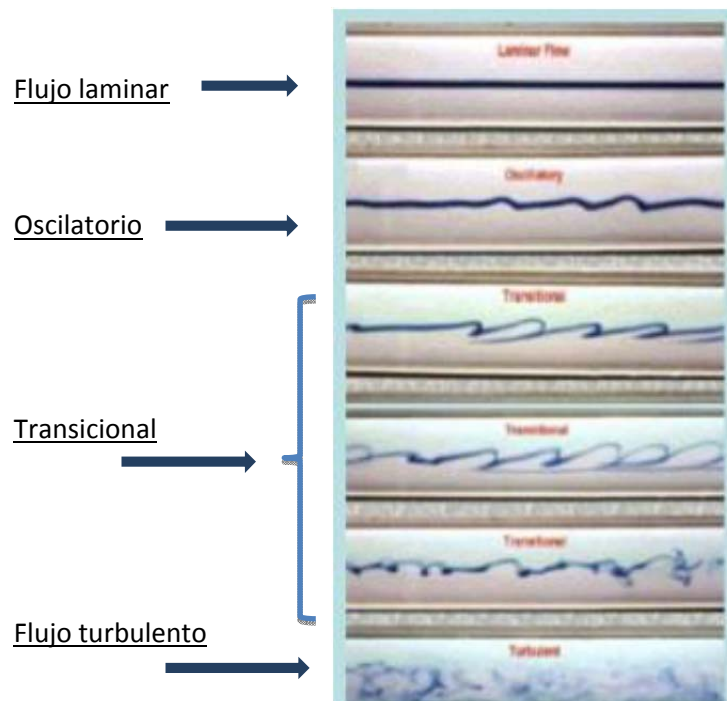 Laminar Flow
Flujo laminar
Oscillatory
Oscilatorio
Transitional
Transicional
Transitional
Transitional
Flujo turbulento
Turbulent